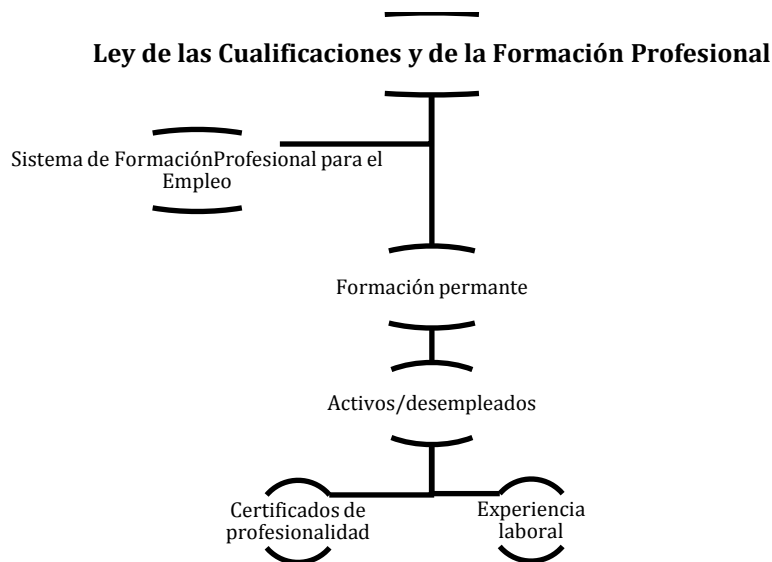 Ley de las Cualificaciones y de la Formación Profesional
Sistema de FormaciónProfesional para el
Empleo
Formación permante
Activos/desempleados
Certificados de
profesionalidad
Experiencia
laboral